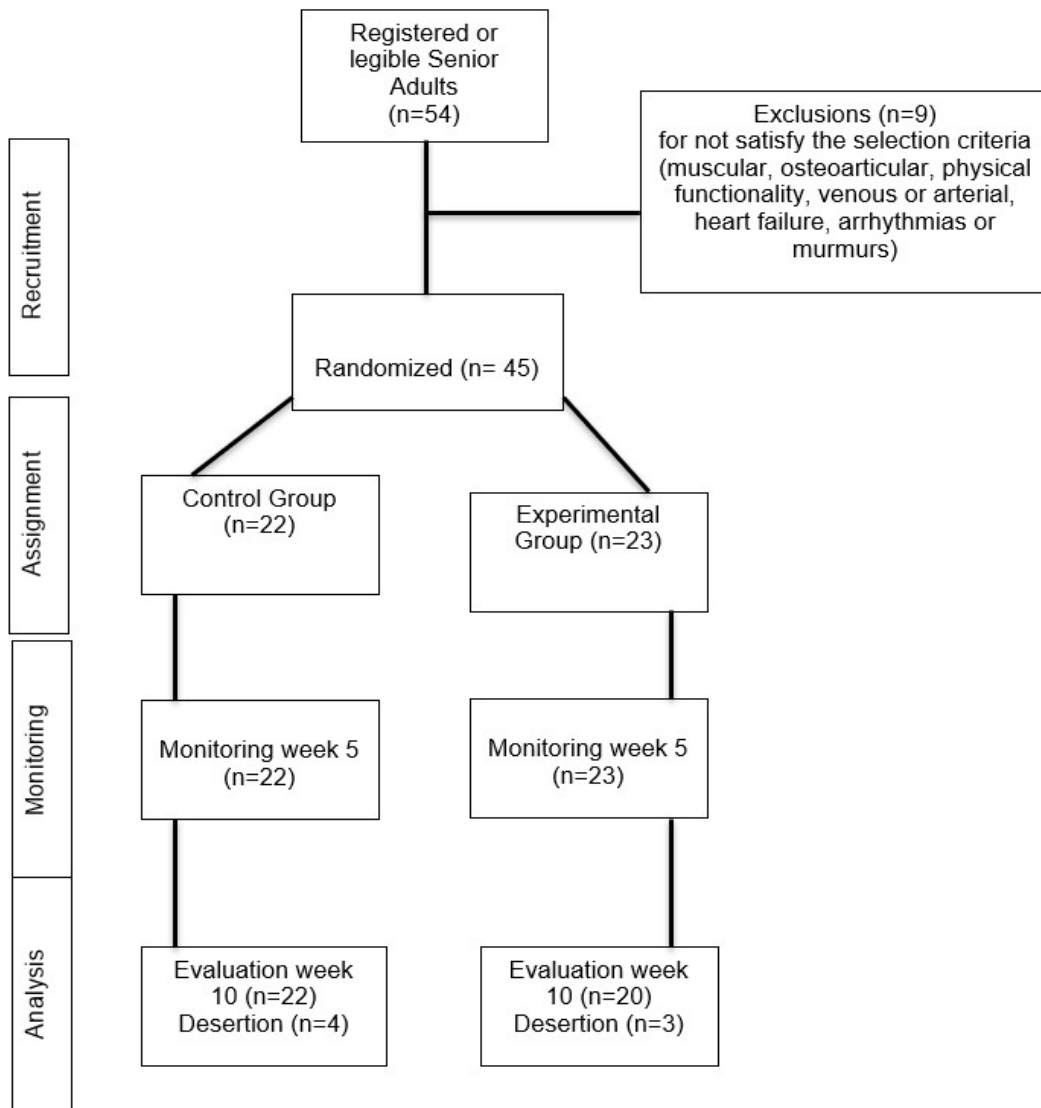 Registered or
legible Senior
Adults
(n=54)
Exclusions (n=9)
for not satisfy the selection criteria
(muscular, osteoarticular, physical
functionality, venous or arterial,
heart failure, arrhythmias or
murmurs)
Recruitment
Randomized (n= 45)
Assignment
Control Group
(n=22)
Experimental
Group (n=23)
Monitoring
Monitoring week 5
(n=22)
Monitoring week 5
(n=23)
Analysis
Evaluation week
10 (n=22)
Desertion (n=4)
Evaluation week
10 (n=20)
Desertion (n=3)